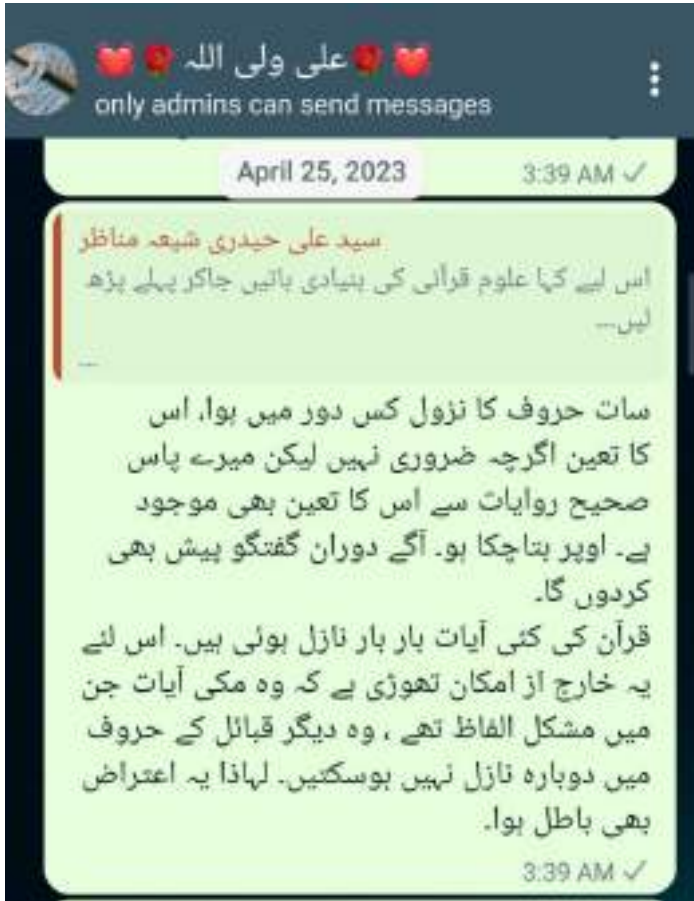 ❤️🌹علی ولی اللہ🌹❤️
only admins can send messages
April 25, 2023
3:39 AM ✓
سید علی حیدری شیعہ مناظر
اس لیے کہا علوم قرآنی کی بنیادی باتیں جاکر پہلے پڑھ
لیں...
...
سات حروف کا نزول کس دور میں ہوا، اس
کا تعین اگرچہ ضروری نہیں لیکن میرے پاس
صحیح روایات سے اس کا تعین بھی موجود
ہے۔ اوپر بتاچکا ہو۔ آگے دوران گفتگو پیش بھی
کردوں گا۔
قرآن کی کئی آیات بار بار نازل ہوئی ہیں۔ اس لئے
یہ خارج از امکان تھوڑی ہے کہ وہ مکی آیات جن
میں مشکل الفاظ تھے ، وہ دیگر قبائل کے حروف
میں دوبارہ نازل نہیں ہوسکتیں۔ لہاذا یہ اعتراض
بھی باطل ہوا۔
3:39 AM ✓